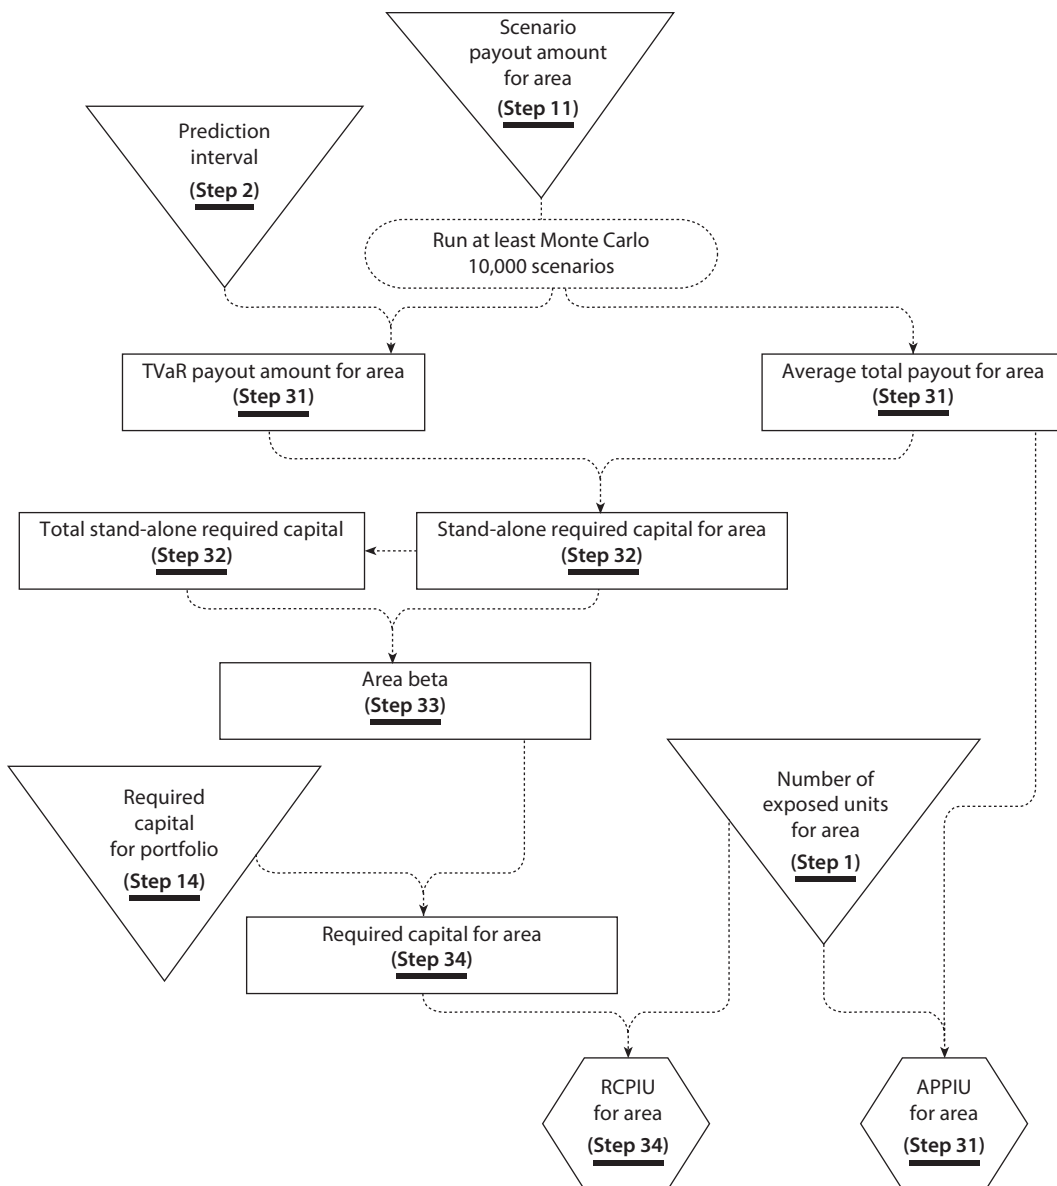 Scenario
payout amount
for area
(Step 11)
Prediction
interval
(Step 2)
Run at least Monte Carlo
10,000 scenarios
TVaR payout amount for area
(Step 31)
Average total payout for area
(Step 31)
Total stand-alone required capital
(Step 32)
Stand-alone required capital for area
(Step 32)
Area beta
(Step 33)
Required
capital
for portfolio
(Step 14)
Number of
exposed units
for area
(Step 1)
Required capital for area
(Step 34)
RCPIU
for area
(Step 34)
APPIU
for area
(Step 31)